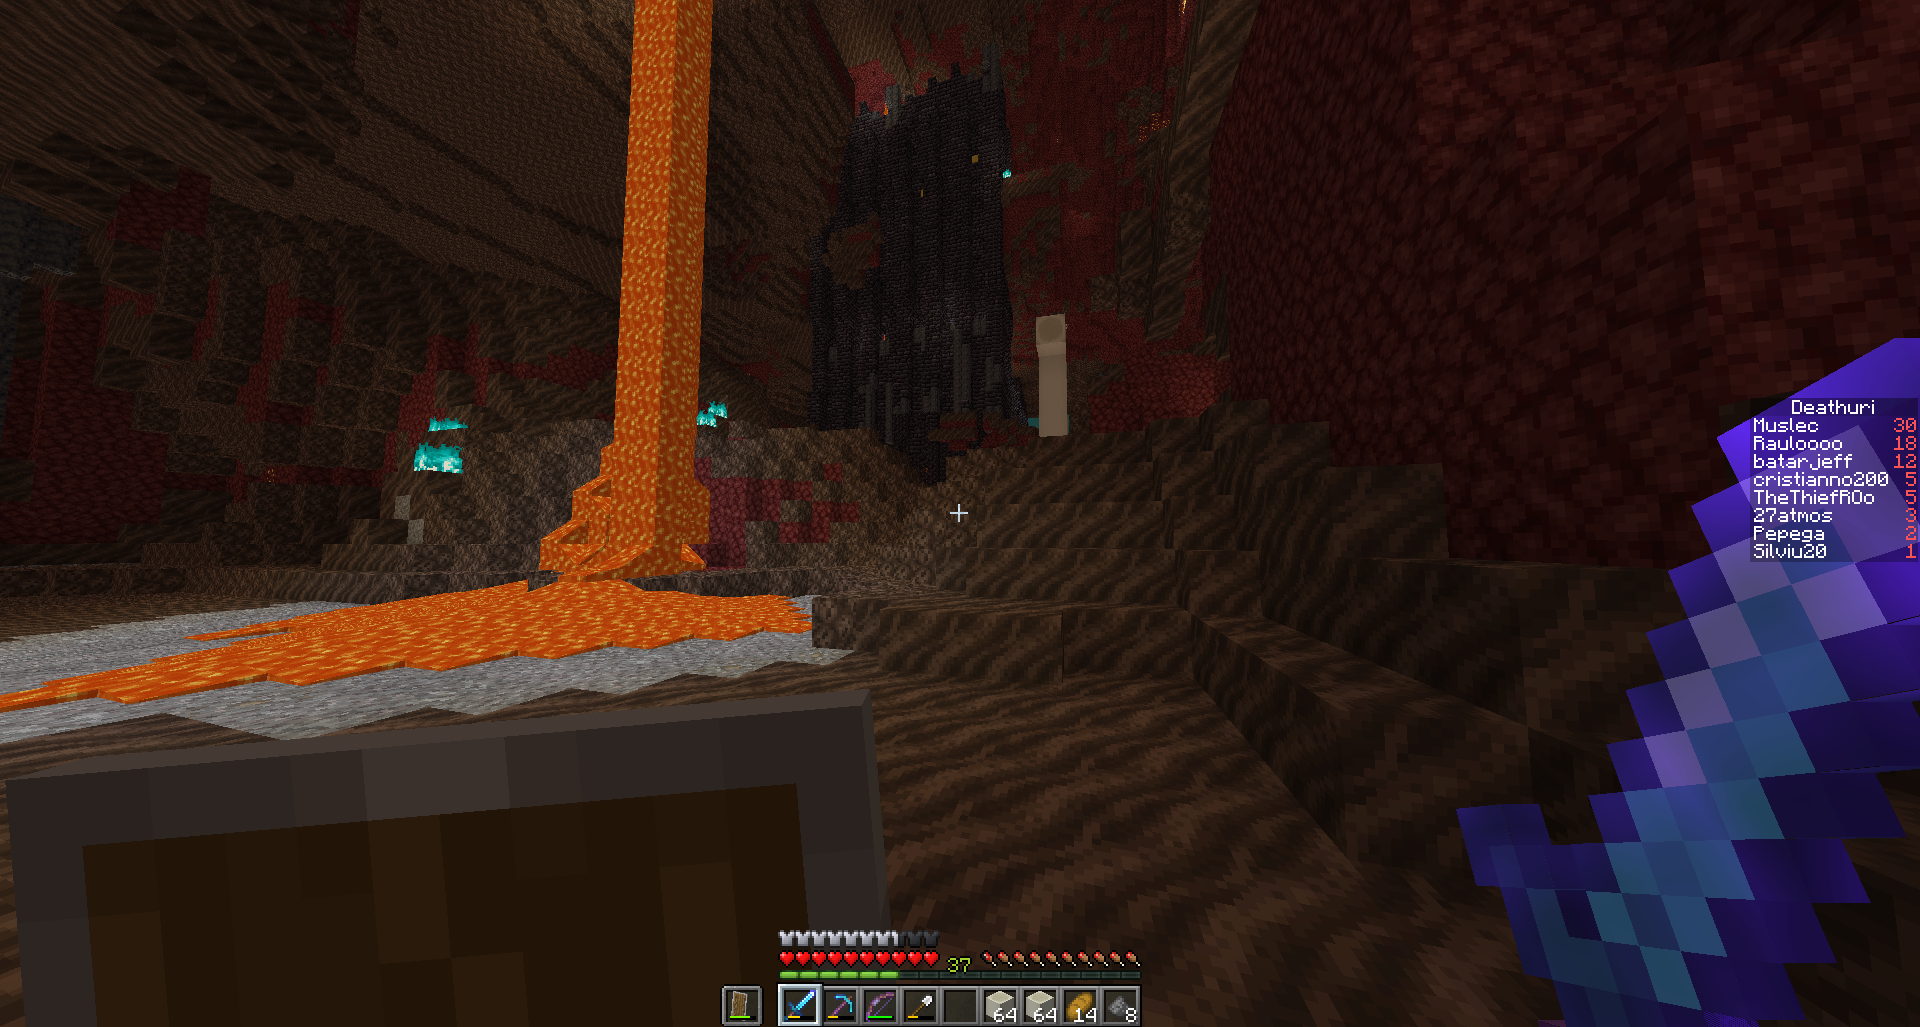 Deathuri
Muslec 30
Rauloooo 18
batarjeff 12
cristianno200 5
TheThiefR0o 5
27atmos 3
Pepega 2
Silviu20 1
37
64 64 14 8